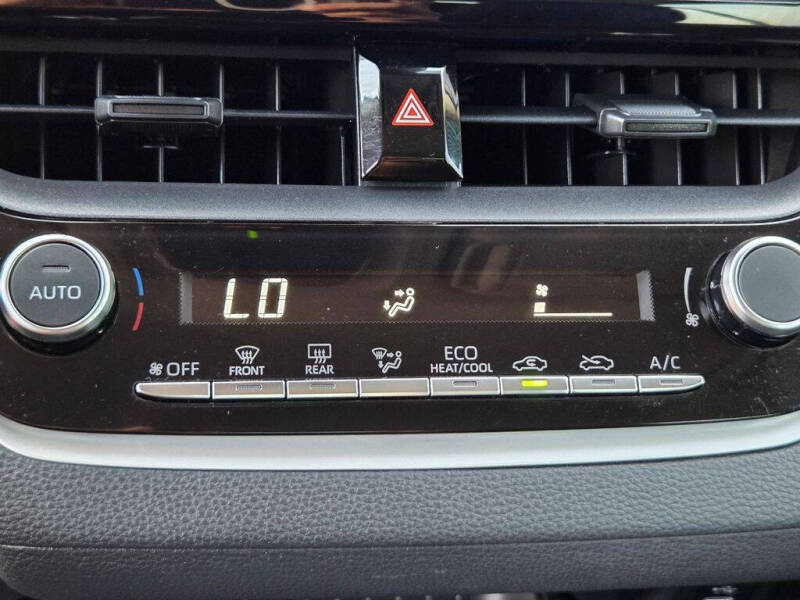 AUTO
LO
OFF
FRONT
REAR
ECO
HEAT/COOL
A/C